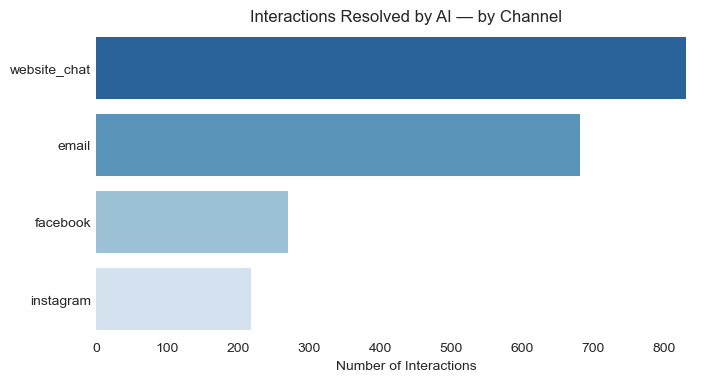 Interactions Resolved by AI — by Channel
website_chat
email
facebook
instagram
0 100 200 300 400 500 600 700 800
Number of Interactions